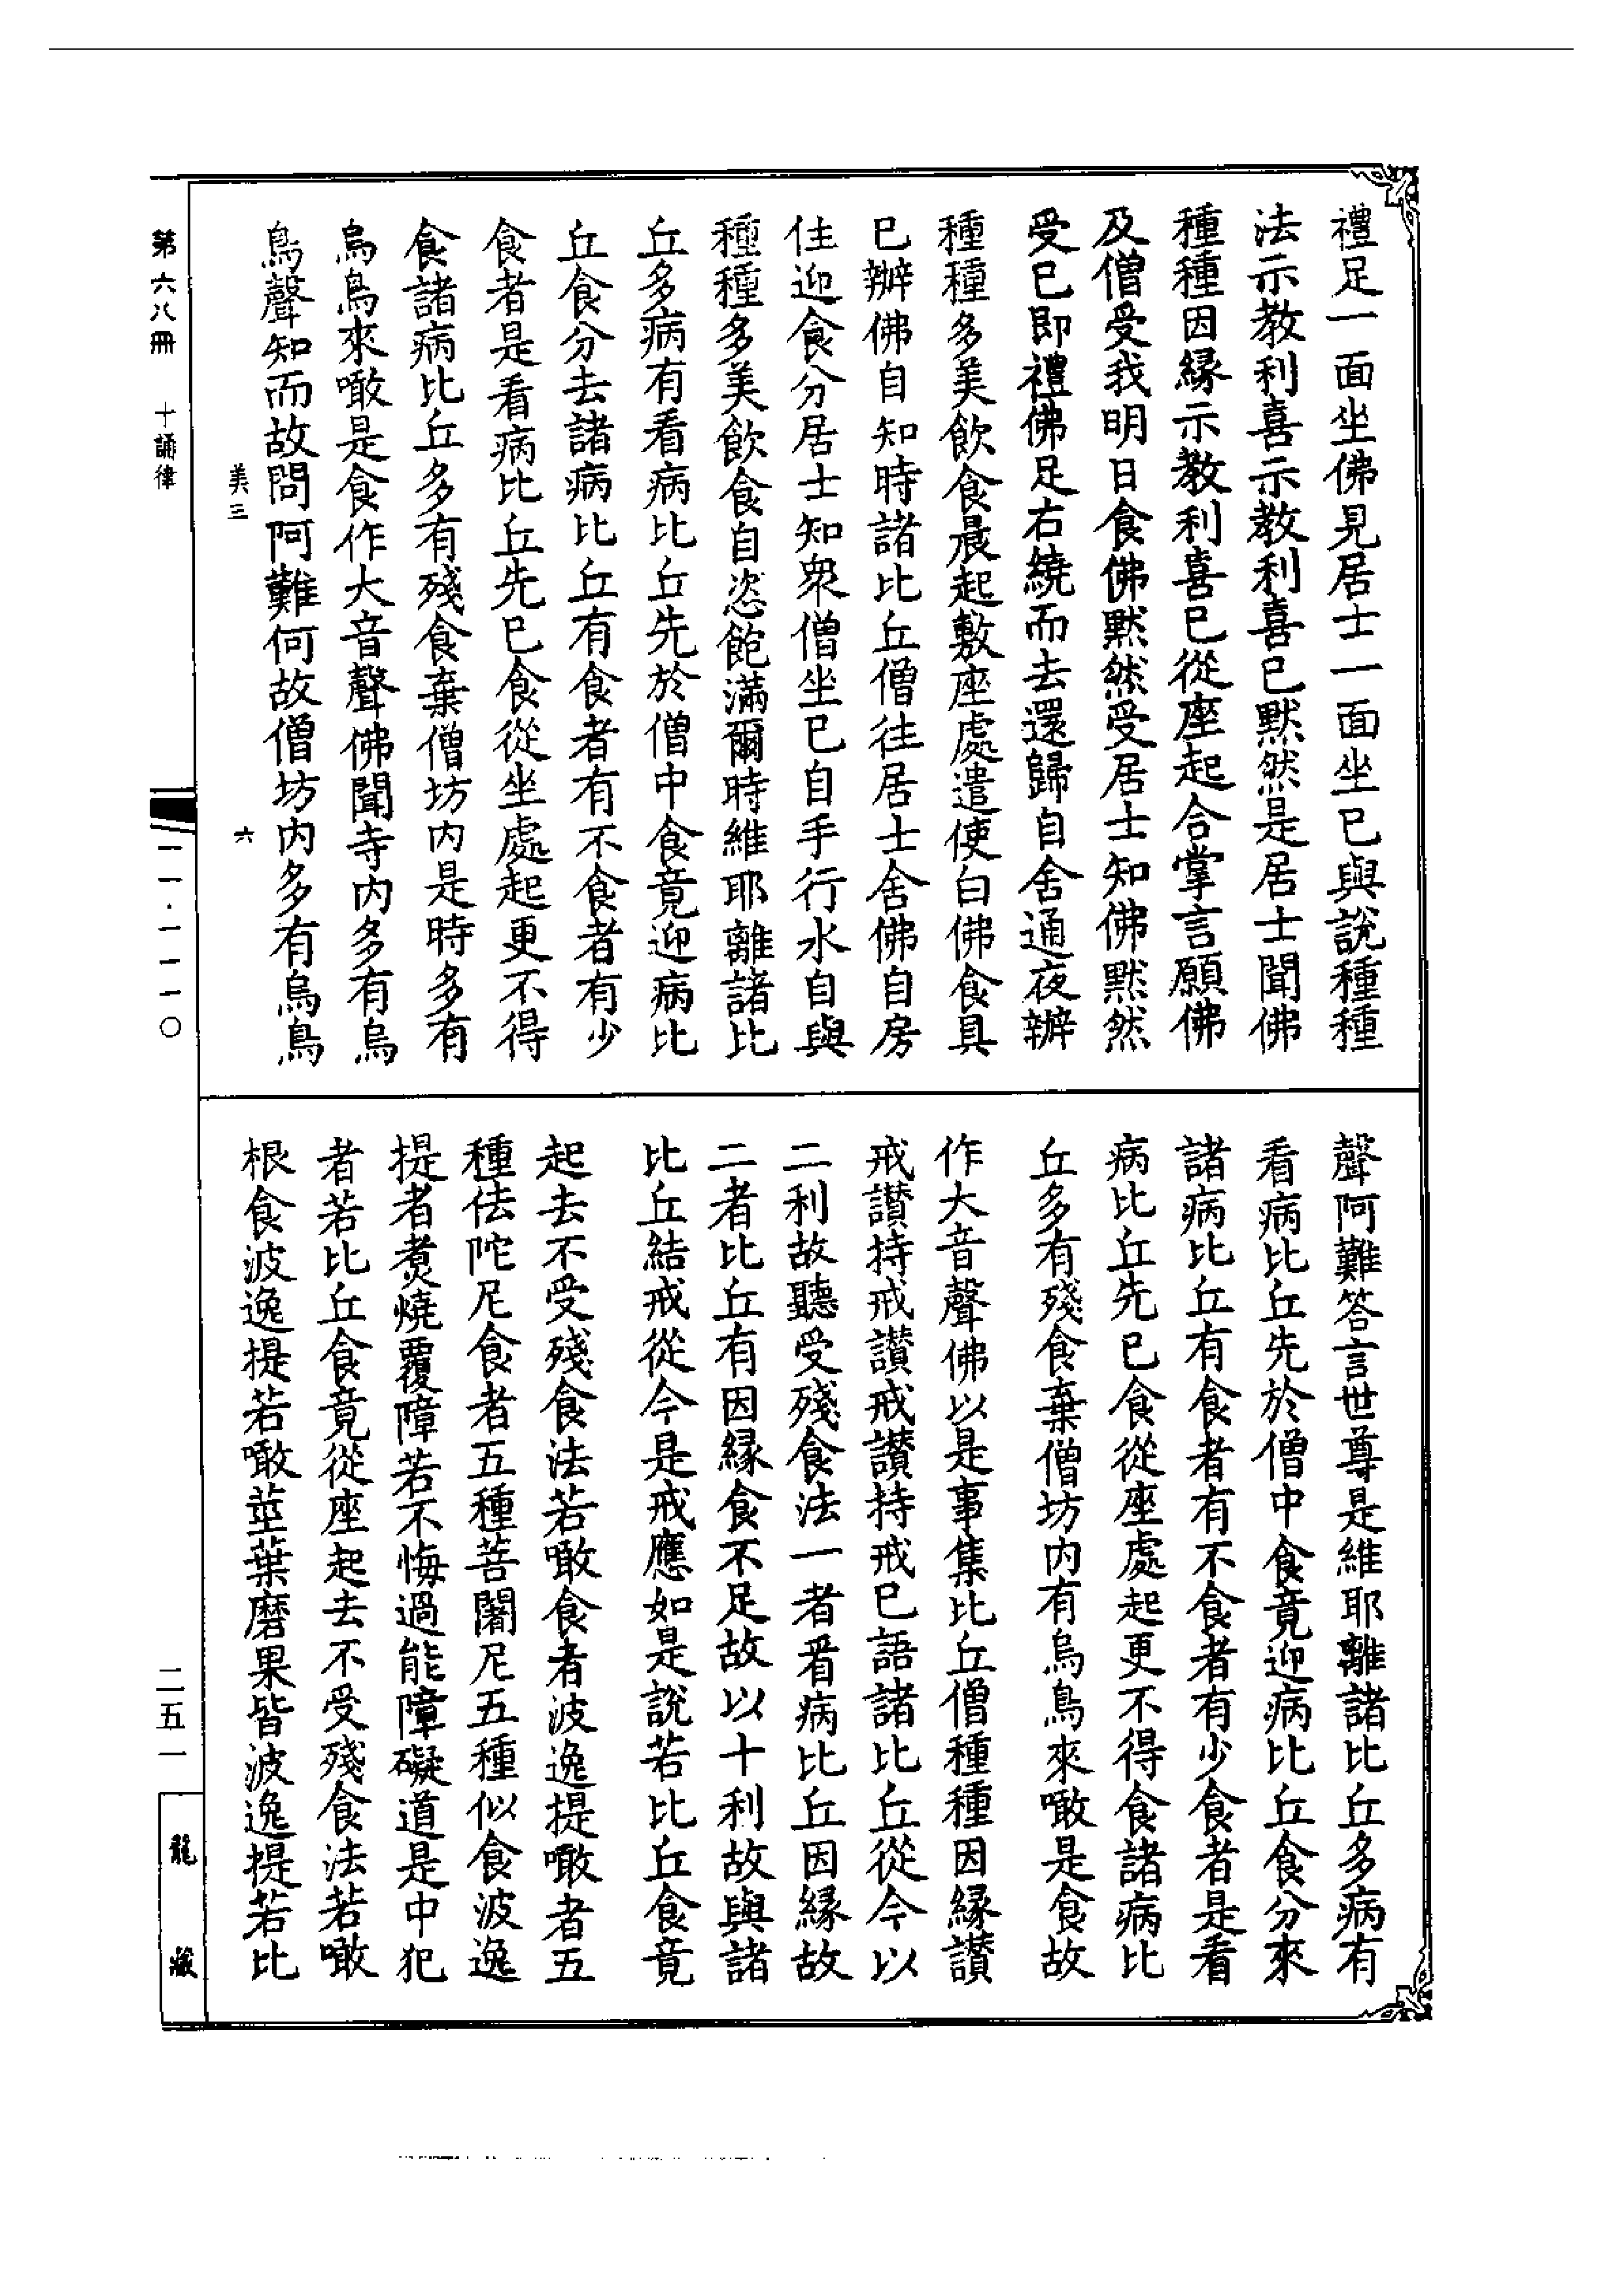 禮足一面坐佛見居士一面坐已與說種種
法示教利喜示教利喜已默然是居士聞佛
種種因緣示教利喜已從座起合掌言願佛
及僧受我明日食佛默然受居士知佛默然
受已即禮佛足右繞而去還歸自舍通夜辦
種種多美飲食晨起敷座處遣使白佛食具
已辦佛自知時諸比丘僧往居士舍佛自房
住迎食分居士知衆僧坐已自手行水自與
種種多美飲食自恣飽滿爾時維耶離諸比
丘多病有看病比丘先於僧中食竟迎病比
丘食分去諸病比丘有食者有不食者有少
食者是看病比丘先已食從坐處起更不得
食諸病比丘多有殘食棄僧坊内是時多有
烏鳥來噉是食作大音聲佛聞寺内多有烏
鳥聲知而故問阿難何故僧坊内多有烏鳥
聲阿難答言世尊是維耶離諸比丘多病有
看病比丘先於僧中食竟迎病比丘食分來
諸病比丘有食者有不食者有少食者是看
病比丘先已食從座處起更不得食諸病比
丘多有殘食棄僧坊内有烏鳥來噉是食故
作大音聲佛以是事集比丘僧種種因緣讃
戒讃持戒讃戒讃持戒已語諸比丘從今以
二利故聽受殘食法一者看病比丘因緣故
二者比丘有因緣食不足故以十利故與諸
比丘結戒從今是戒應如是說若比丘食竟
起去不受殘食法若噉食者波逸提噉者五
種佉陀尼食者五種蒲闍尼五種似食波逸
提者煑燒覆障若不悔過能障礙道是中犯
者若比丘食竟從座起去不受殘食法若噉
根食波逸提若噉莖葉磨果皆波逸提若比
第六八冊 十誦律
美三
六
一一·一一一〇
二五一
龍藏